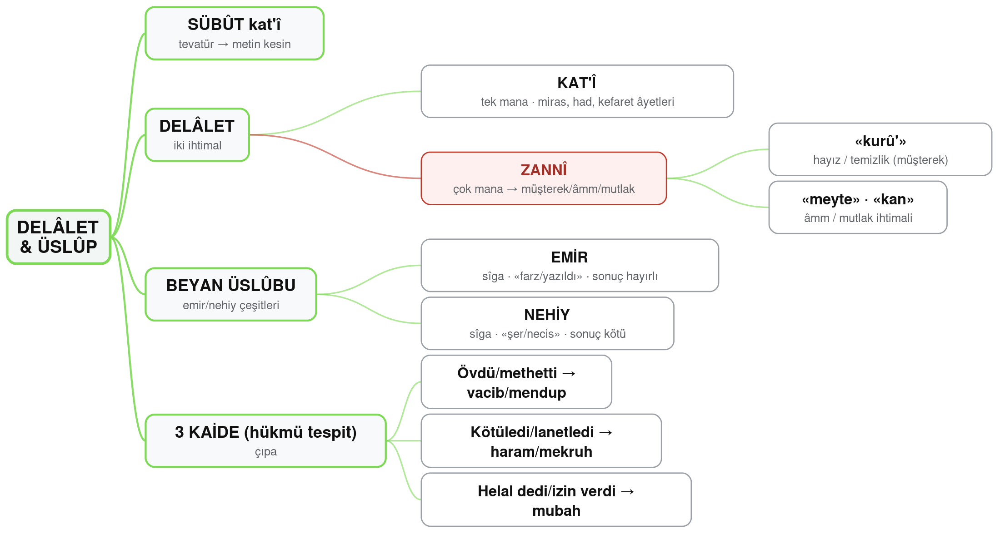 DELÂLET
& ÜSLÛP
SÜBÛT kat'î
tevatür → metin kesin
DELÂLET
iki ihtimal
KAT'Î
tek mana · miras, had, kefaret âyetleri
ZANNÎ
çok mana → müşterek/âmm/mutlak
«kurû'»
hayız / temizlik (müşterek)
«meyte» · «kan»
âmm / mutlak ihtimali
BEYAN ÜSLÛBU
emir/nehiy çeşitleri
EMİR
sîga · «farz/yazıldı» · sonuç hayırlı
NEHİY
sîga · «şer/necis» · sonuç kötü
3 KAİDE (hükmü tespit)
çıpa
Övdü/methetti →
vacib/mendup
Kötüledi/lanetledi →
haram/mekruh
Helal dedi/izin verdi →
mubah